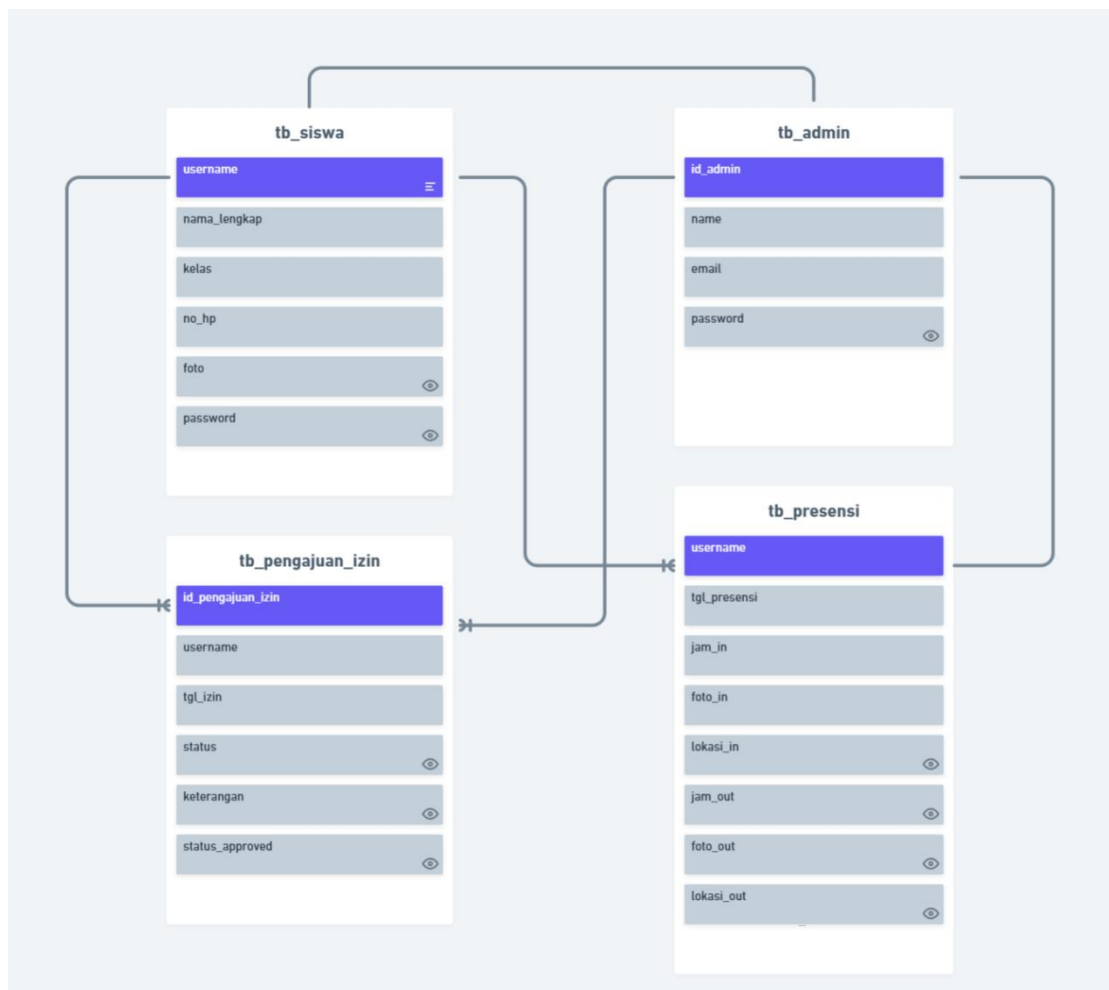 tb_siswa
username
nama_lengkap
kelas
no_hp
foto
password
tb_admin
id_admin
name
email
password
tb_pengajuan_izin
id_pengajuan_izin
username
tgl_izin
status
keterangan
status_approved
tb_presensi
username
tgl_presensi
jam_in
foto_in
lokasi_in
jam_out
foto_out
lokasi_out